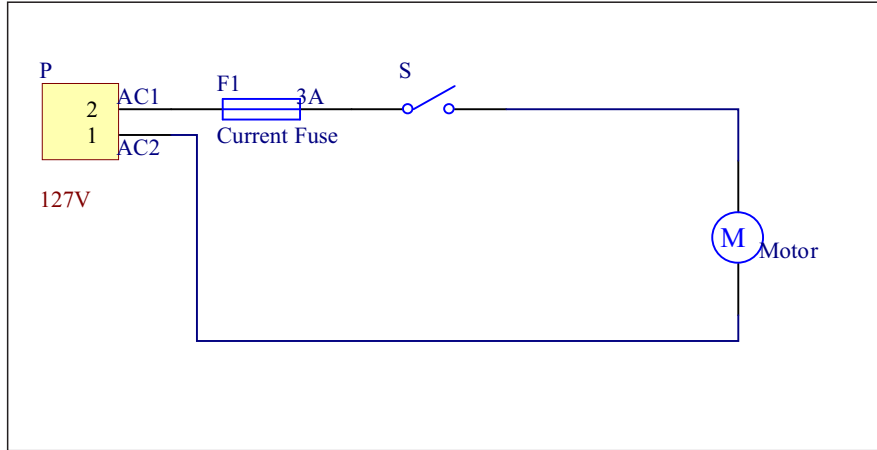 P
F1
S
AC1
3A
2
1
Current Fuse
AC2
127V
M
Motor